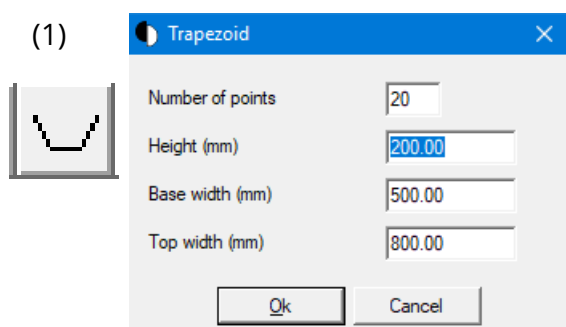 (1)
Trapezoid
Number of points 20
Height (mm) 200.00
Base width (mm) 500.00
Top width (mm) 800.00
Ok Cancel